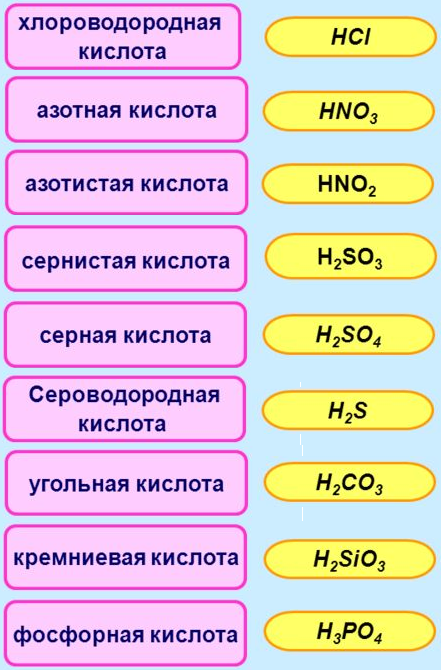 хлороводородная
кислота
HCl
азотная кислота
HNO₃
азотистая кислота
HNO₂
сернистая кислота
H₂SO₃
серная кислота
H₂SO₄
Сероводородная
кислота
H₂S
угольная кислота
H₂CO₃
кремниевая кислота
H₂SiO₃
фосфорная кислота
H₃PO₄